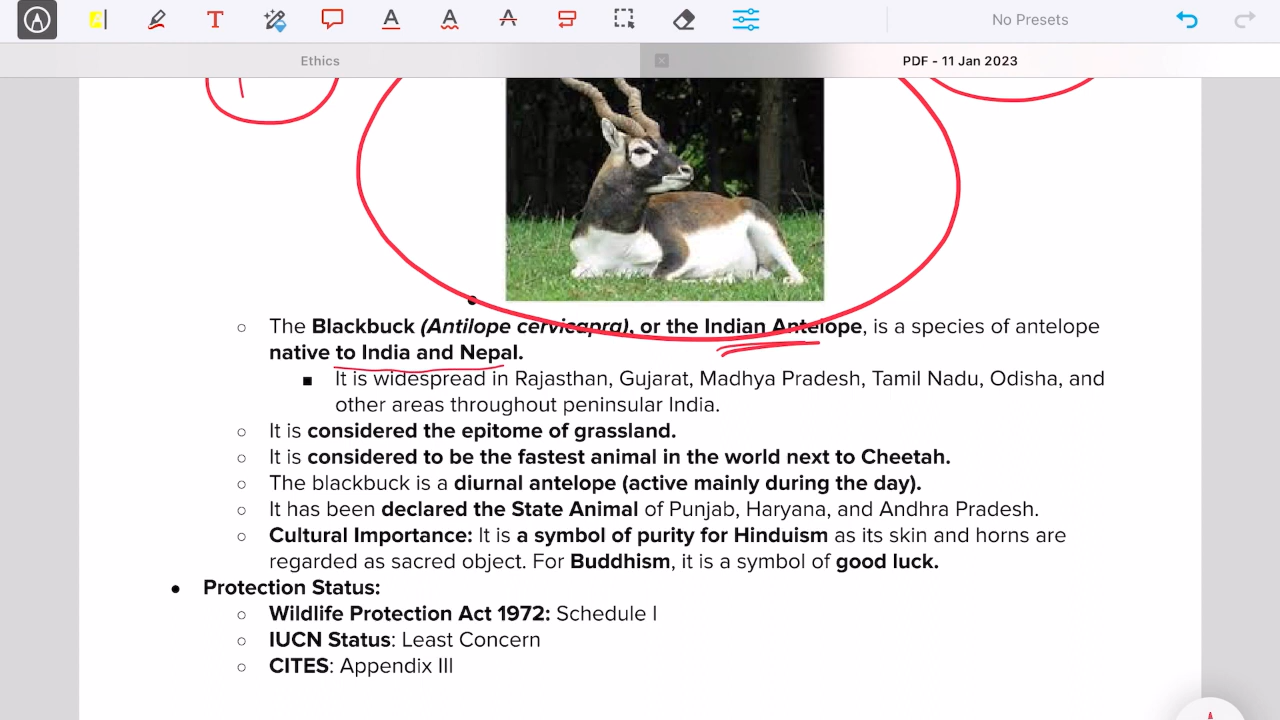 No Presets
Ethics
PDF - 11 Jan 2023
The Blackbuck (Antilope cervicapra), or the Indian Antelope, is a species of antelope
native to India and Nepal.
It is widespread in Rajasthan, Gujarat, Madhya Pradesh, Tamil Nadu, Odisha, and
other areas throughout peninsular India.
It is considered the epitome of grassland.
It is considered to be the fastest animal in the world next to Cheetah.
The blackbuck is a diurnal antelope (active mainly during the day).
It has been declared the State Animal of Punjab, Haryana, and Andhra Pradesh.
Cultural Importance: It is a symbol of purity for Hinduism as its skin and horns are
regarded as sacred object. For Buddhism, it is a symbol of good luck.
Protection Status:
Wildlife Protection Act 1972: Schedule I
IUCN Status: Least Concern
CITES: Appendix III